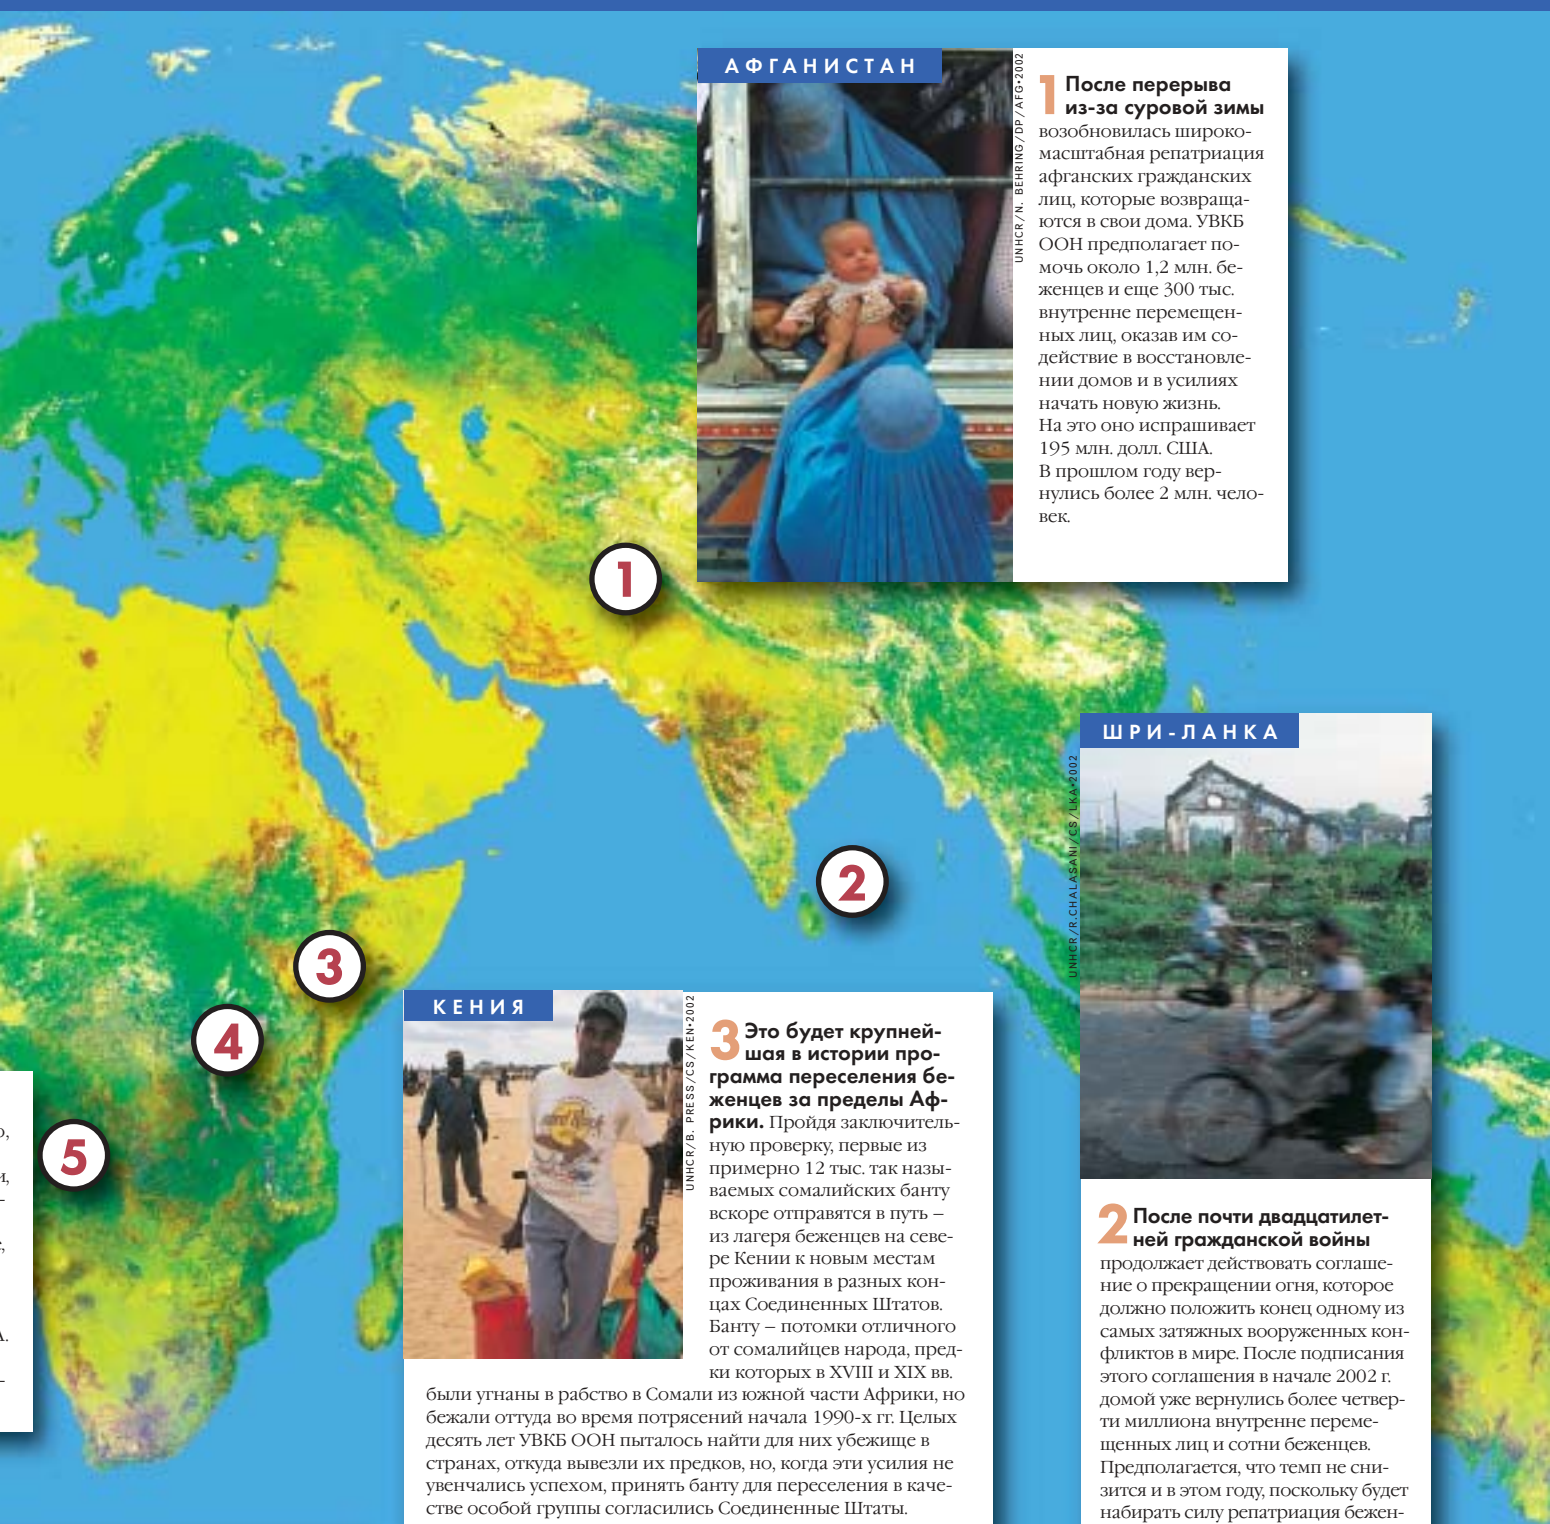 АФГАНИСТАН
UNHCR/N. BEHRING/DP/AFG•2002
1 После перерыва
из-за суровой зимы
возобновилась широко-
масштабная репатриация
афганских гражданских
лиц, которые возвраща-
ются в свои дома. УВКБ
ООН предполагает по-
мочь около 1,2 млн. бе-
женцев и еще 300 тыс.
внутренне перемещен-
ных лиц, оказав им со-
действие в восстановле-
нии домов и в усилиях
начать новую жизнь.
На это оно испрашивает
195 млн. долл. США.
В прошлом году вер-
нулись более 2 млн. чело-
век.
1
2
3
4
5
о,
и,
-
,
А.
-
КЕНИЯ
UNHCR/B. PRESS/CS/KEN•2002
3 Это будет крупней-
шая в истории про-
грамма переселения бе-
женцев за пределы Аф-
рики. Пройдя заключитель-
ную проверку, первые из
примерно 12 тыс. так назы-
ваемых сомалийских банту
вскоре отправятся в путь –
из лагеря беженцев на севе-
ре Кении к новым местам
проживания в разных кон-
цах Соединенных Штатов.
Банту – потомки отличного
от сомалийцев народа, пред-
ки которых в XVIII и XIX вв.
были угнаны в рабство в Сомали из южной части Африки, но
бежали оттуда во время потрясений начала 1990-х гг. Целых
десять лет УВКБ ООН пыталось найти для них убежище в
странах, откуда вывезли их предков, но, когда эти усилия не
увенчались успехом, принять банту для переселения в каче-
стве особой группы согласились Соединенные Штаты.
ШРИ-ЛАНКА
UNHCR/R.CHALASANI/CS/LKA•2002
2 После почти двадцатилет-
ней гражданской войны
продолжает действовать соглаше-
ние о прекращении огня, которое
должно положить конец одному из
самых затяжных вооруженных кон-
фликтов в мире. После подписания
этого соглашения в начале 2002 г.
домой уже вернулись более четвер-
ти миллиона внутренне переме-
щенных лиц и сотни беженцев.
Предполагается, что темп не сни-
зится и в этом году, поскольку будет
набирать силу репатриация бежен-